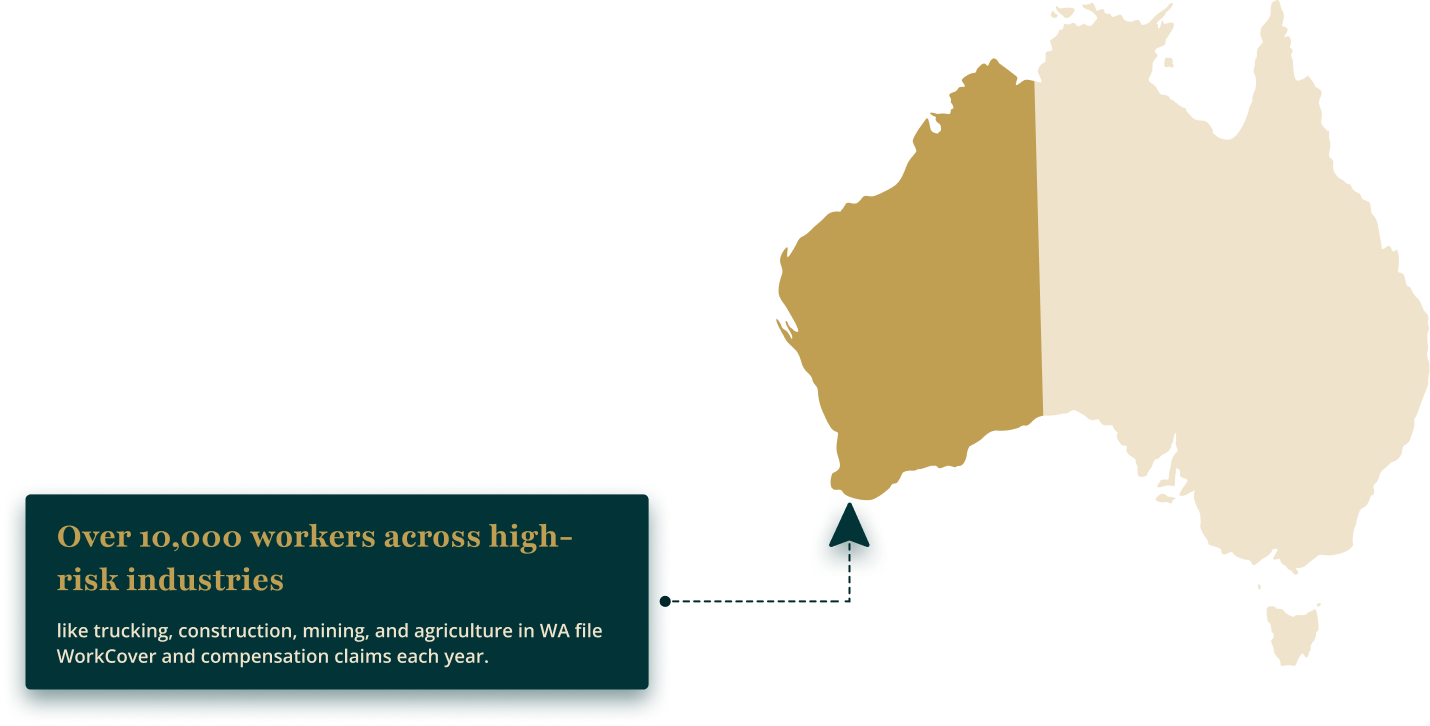 Over 10,000 workers across high-
risk industries
like trucking, construction, mining, and agriculture in WA file
WorkCover and compensation claims each year.